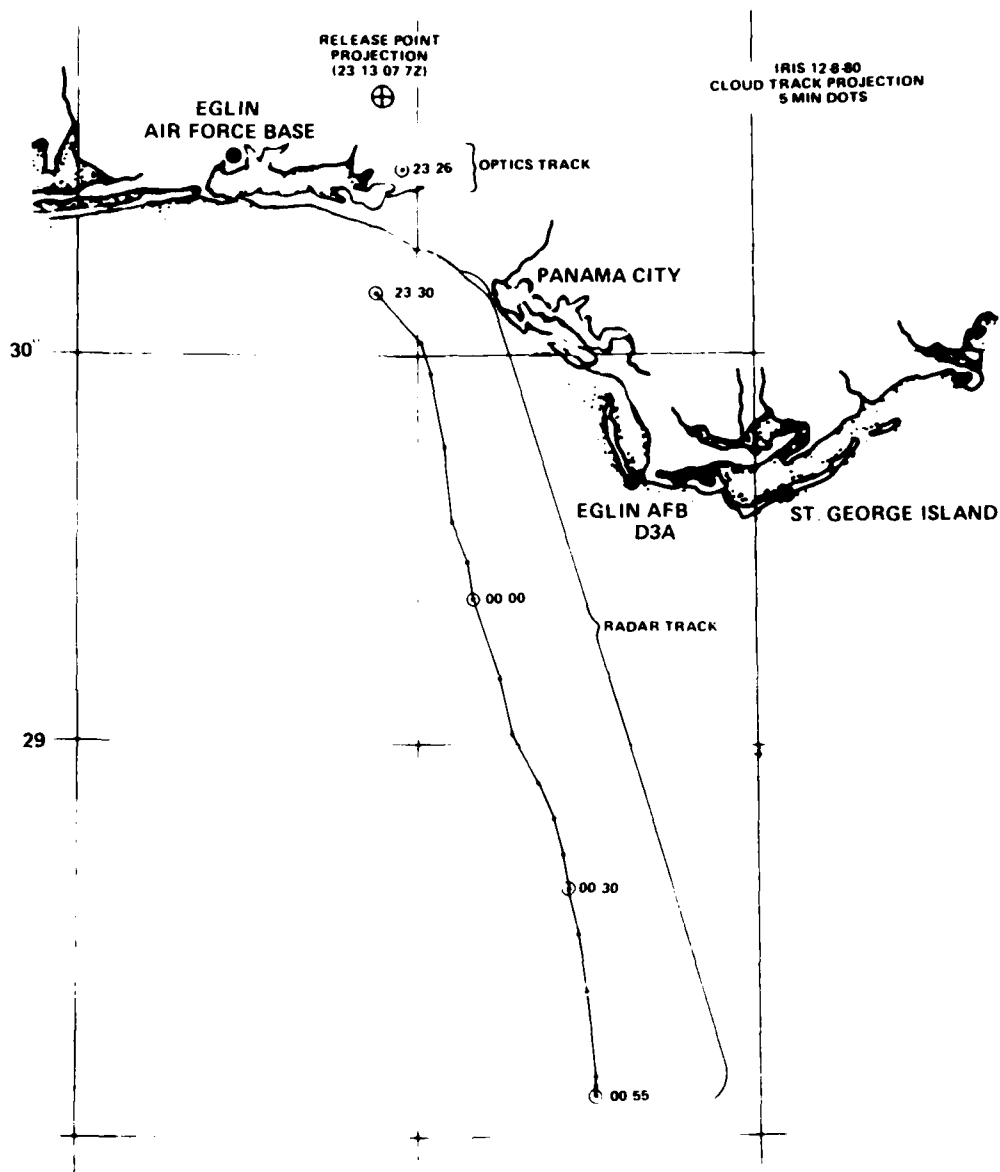 RELEASE POINT
PROJECTION
(23 13 07 7Z)
IRIS 12-8-80
CLOUD TRACK PROJECTION
5 MIN DOTS
EGLIN
AIR FORCE BASE
23 26
OPTICS TRACK
PANAMA CITY
23 30
30°
EGLIN AFB
D3A
ST. GEORGE ISLAND
00 00
RADAR TRACK
29
00 30
00 55